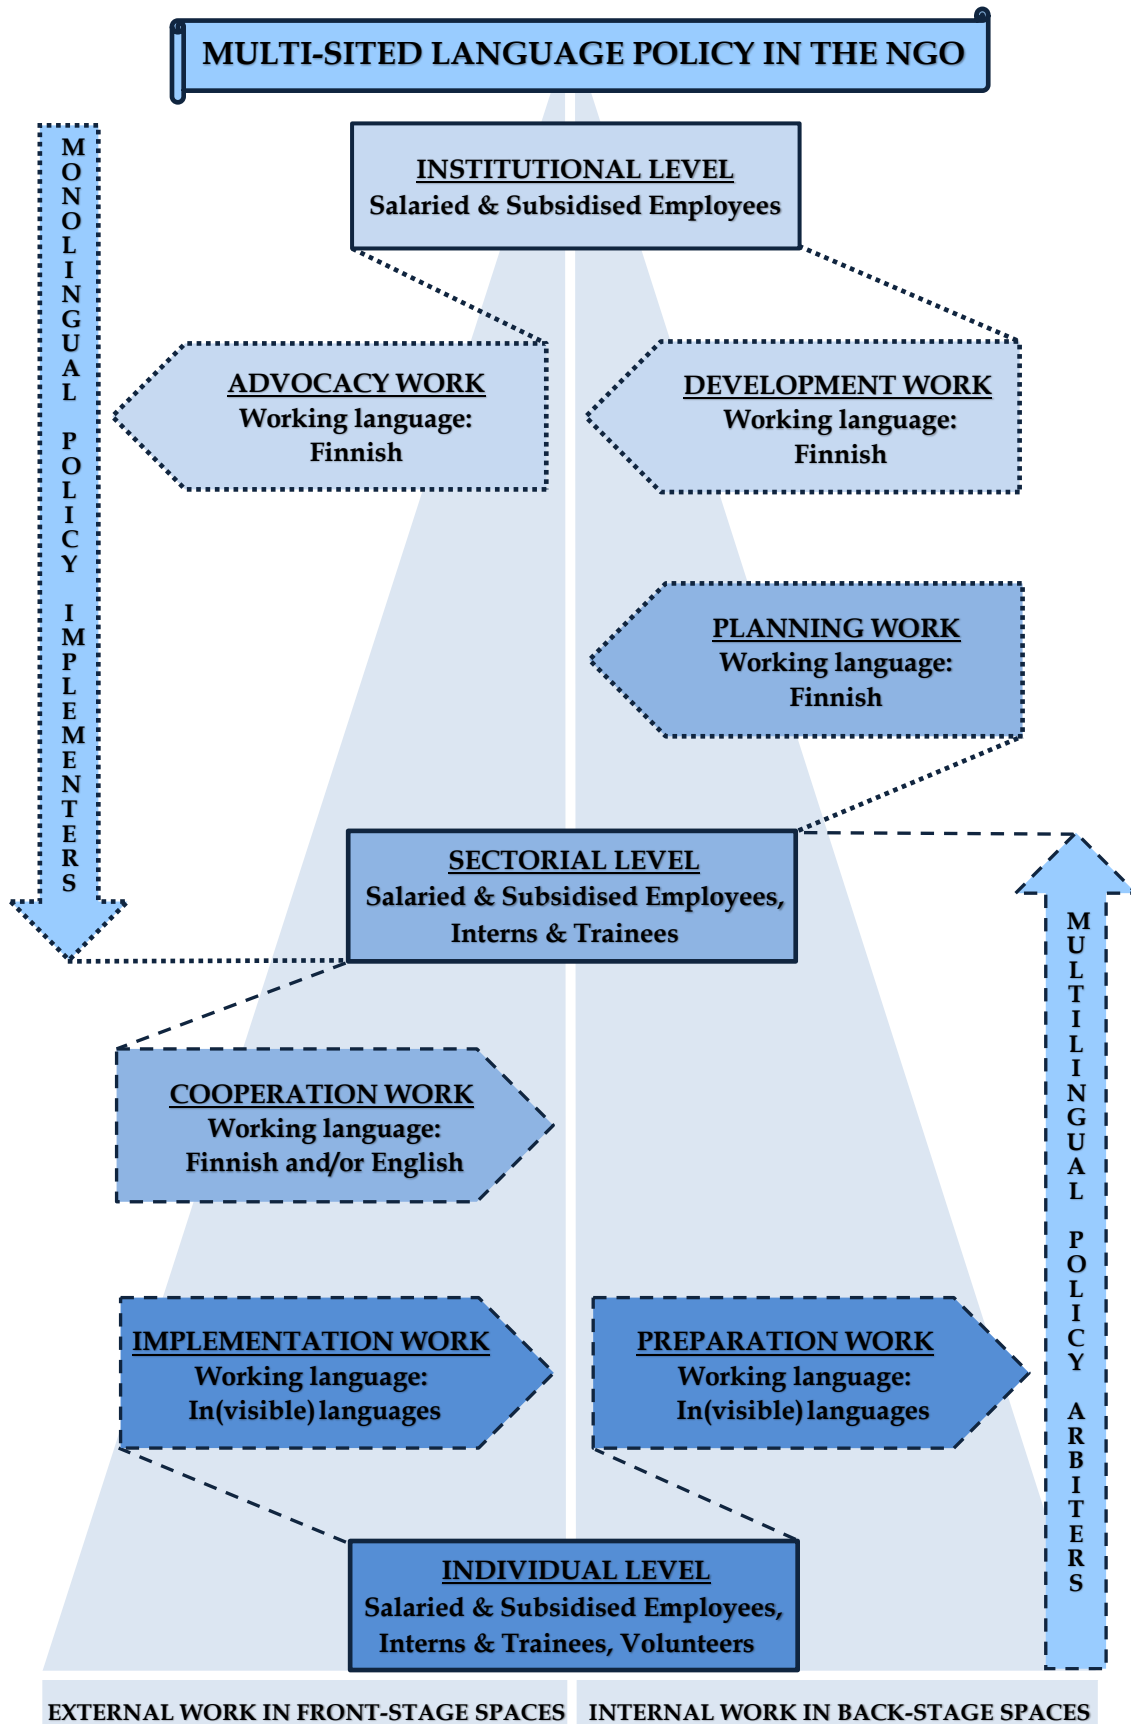 MULTI-SITED LANGUAGE POLICY IN THE NGO
MONOLINGUAL POLICY IMPLEMENTERS
INSTITUTIONAL LEVEL
Salaried & Subsidised Employees
ADVOCACY WORK
Working language:
Finnish
DEVELOPMENT WORK
Working language:
Finnish
PLANNING WORK
Working language:
Finnish
SECTORIAL LEVEL
Salaried & Subsidised Employees,
Interns & Trainees
MULTILINGUAL POLICY ARBITERS
COOPERATION WORK
Working language:
Finnish and/or English
IMPLEMENTATION WORK
Working language:
In(visible) languages
PREPARATION WORK
Working language:
In(visible) languages
INDIVIDUAL LEVEL
Salaried & Subsidised Employees,
Interns & Trainees, Volunteers
EXTERNAL WORK IN FRONT-STAGE SPACES
INTERNAL WORK IN BACK-STAGE SPACES